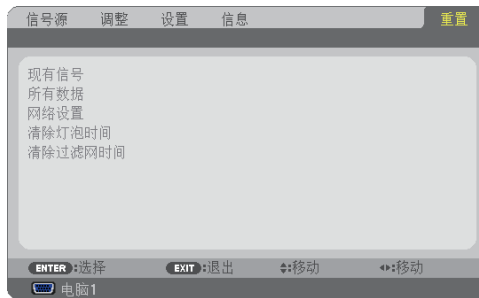 信号源 调整 设置 信息 重置
现有信号
所有数据
网络设置
清除灯泡时间
清除过滤网时间
ENTER:选择 EXIT:退出 :移动 :移动
电脑1